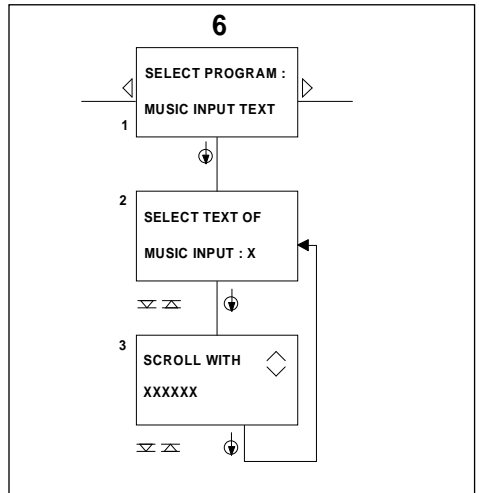 6
SELECT PROGRAM :
MUSIC INPUT TEXT
1
2
SELECT TEXT OF
MUSIC INPUT : X
3
SCROLL WITH
XXXXXX